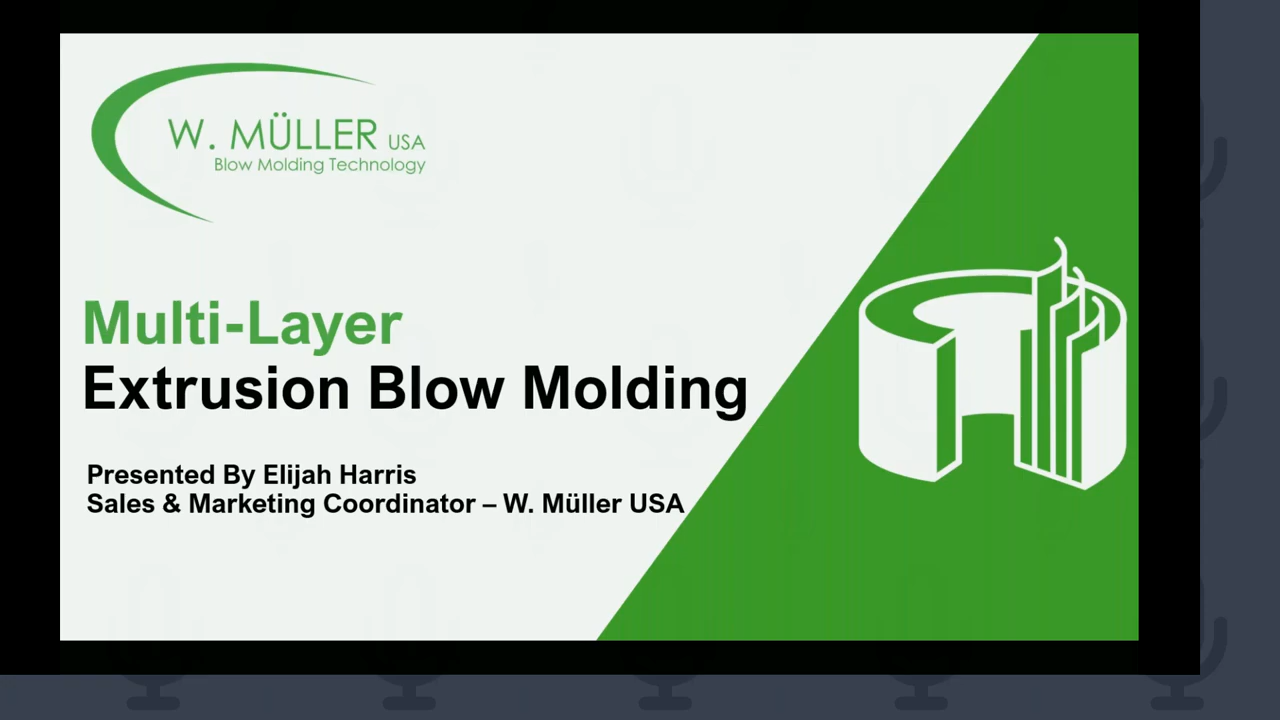 W. MÜLLER USA
Blow Molding Technology
Multi-Layer
Extrusion Blow Molding
Presented By Elijah Harris
Sales & Marketing Coordinator – W. Müller USA